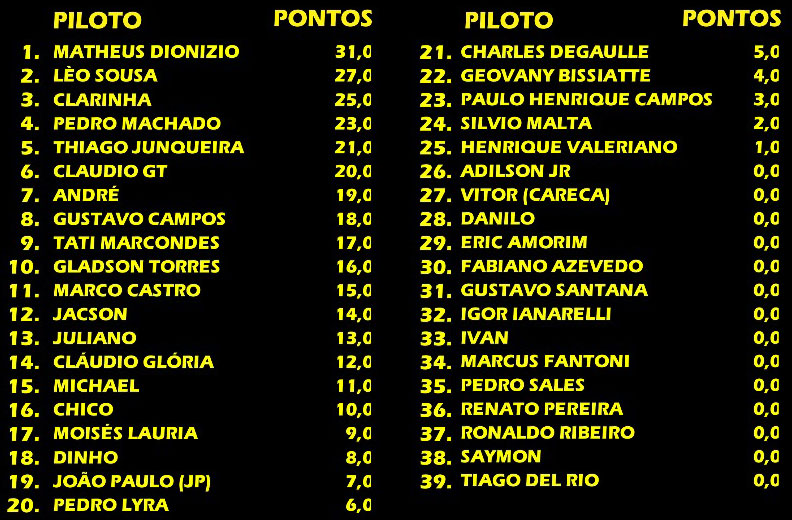 PILOTO PONTOS
1. MATHEUS DIONIZIO 31,0
2. LÈO SOUSA 27,0
3. CLARINHA 25,0
4. PEDRO MACHADO 23,0
5. THIAGO JUNQUEIRA 21,0
6. CLAUDIO GT 20,0
7. ANDRÉ 19,0
8. GUSTAVO CAMPOS 18,0
9. TATI MARCONDES 17,0
10. GLADSON TORRES 16,0
11. MARCO CASTRO 15,0
12. JACSON 14,0
13. JULIANO 13,0
14. CLÁUDIO GLÓRIA 12,0
15. MICHAEL 11,0
16. CHICO 10,0
17. MOISÉS LAURIA 9,0
18. DINHO 8,0
19. JOÃO PAULO (JP) 7,0
20. PEDRO LYRA 6,0
PILOTO PONTOS
21. CHARLES DEGAULLE 5,0
22. GEOVANY BISSIATTE 4,0
23. PAULO HENRIQUE CAMPOS 3,0
24. SILVIO MALTA 2,0
25. HENRIQUE VALERIANO 1,0
26. ADILSON JR 0,0
27. VITOR (CARECA) 0,0
28. DANILO 0,0
29. ERIC AMORIM 0,0
30. FABIANO AZEVEDO 0,0
31. GUSTAVO SANTANA 0,0
32. IGOR IANARELLI 0,0
33. IVAN 0,0
34. MARCUS FANTONI 0,0
35. PEDRO SALES 0,0
36. RENATO PEREIRA 0,0
37. RONALDO RIBEIRO 0,0
38. SAYMON 0,0
39. TIAGO DEL RIO 0,0